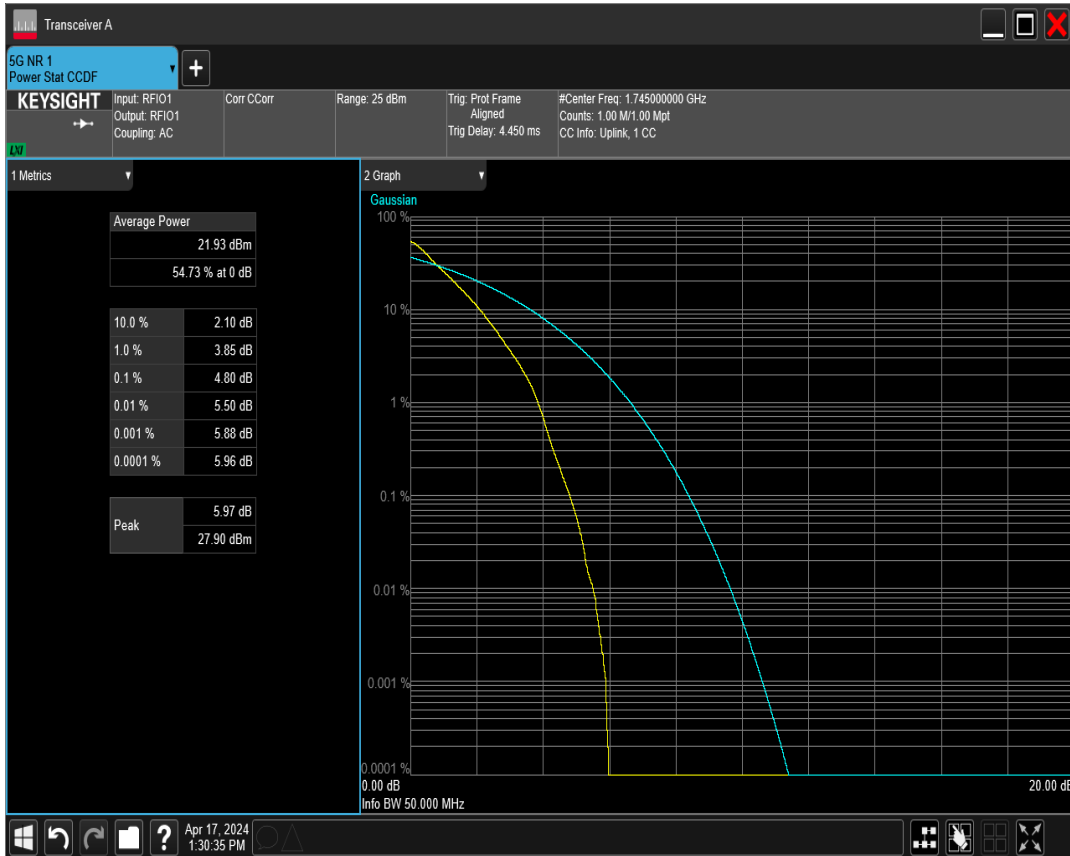 Transceiver A
5G NR 1
Power Stat CCDF
+
KEYSIGHT
LXI
Input: RFIO1
Output: RFIO1
Coupling: AC
Corr CCorr
Range: 25 dBm
Trig: Prot Frame
Aligned
Trig Delay: 4.450 ms
#Center Freq: 1.745000000 GHz
Counts: 1.00 M/1.00 Mpt
CC Info: Uplink, 1 CC
1 Metrics
Average Power
21.93 dBm
54.73 % at 0 dB
10.0 % 2.10 dB
1.0 % 3.85 dB
0.1 % 4.80 dB
0.01 % 5.50 dB
0.001 % 5.88 dB
0.0001 % 5.96 dB
Peak
5.97 dB
27.90 dBm
2 Graph
Gaussian
100 %
10 %
1 %
0.1 %
0.01 %
0.001 %
0.0001 %
0.00 dB
20.00 dB
Info BW 50.000 MHz
?
Apr 17, 2024
1:30:35 PM